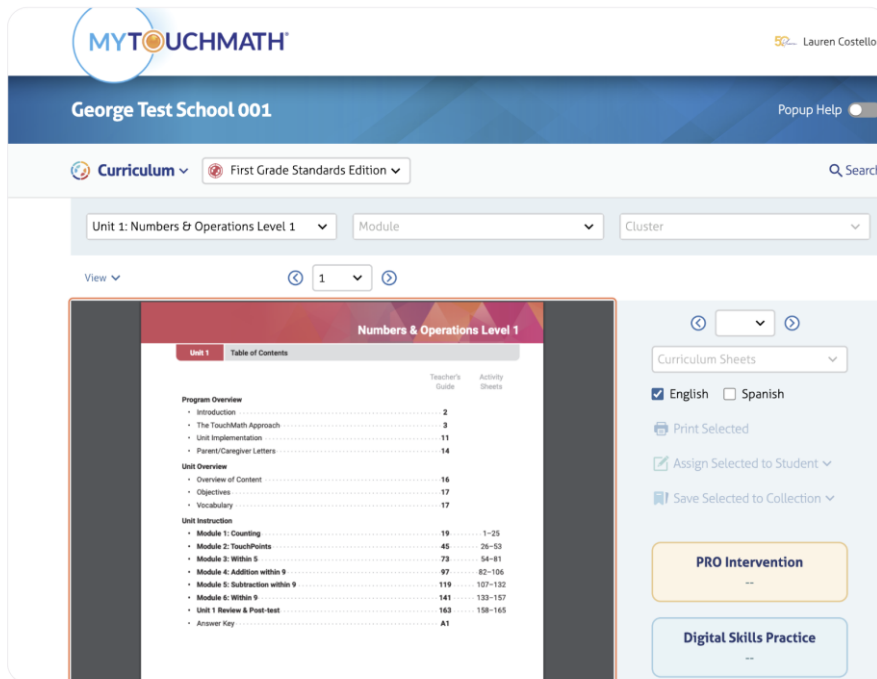 MYTOUCHMATH®
Lauren Costello
George Test School 001
Popup Help
Curriculum
First Grade Standards Edition
Search
Unit 1: Numbers & Operations Level 1
Module
Cluster
View
1
Numbers & Operations Level 1
Unit 1 Table of Contents
Teacher's Activity
Guide Sheets
Program Overview
• Introduction 2
• The TouchMath Approach 3
• Unit Implementation 11
• Parent/Caregiver Letters 14
Unit Overview
• Overview of Content 16
• Objectives 17
• Vocabulary 17
Unit Instruction
• Module 1: Counting 19 1–25
• Module 2: TouchPoints 45 26–53
• Module 3: Within 5 73 54–81
• Module 4: Addition within 9 97 82–106
• Module 5: Subtraction within 9 119 107–132
• Module 6: Within 9 141 133–157
• Unit 1 Review & Post-test 163 158–165
• Answer Key A1
Curriculum Sheets
English Spanish
Print Selected
Assign Selected to Student
Save Selected to Collection
PRO Intervention
--
Digital Skills Practice
--